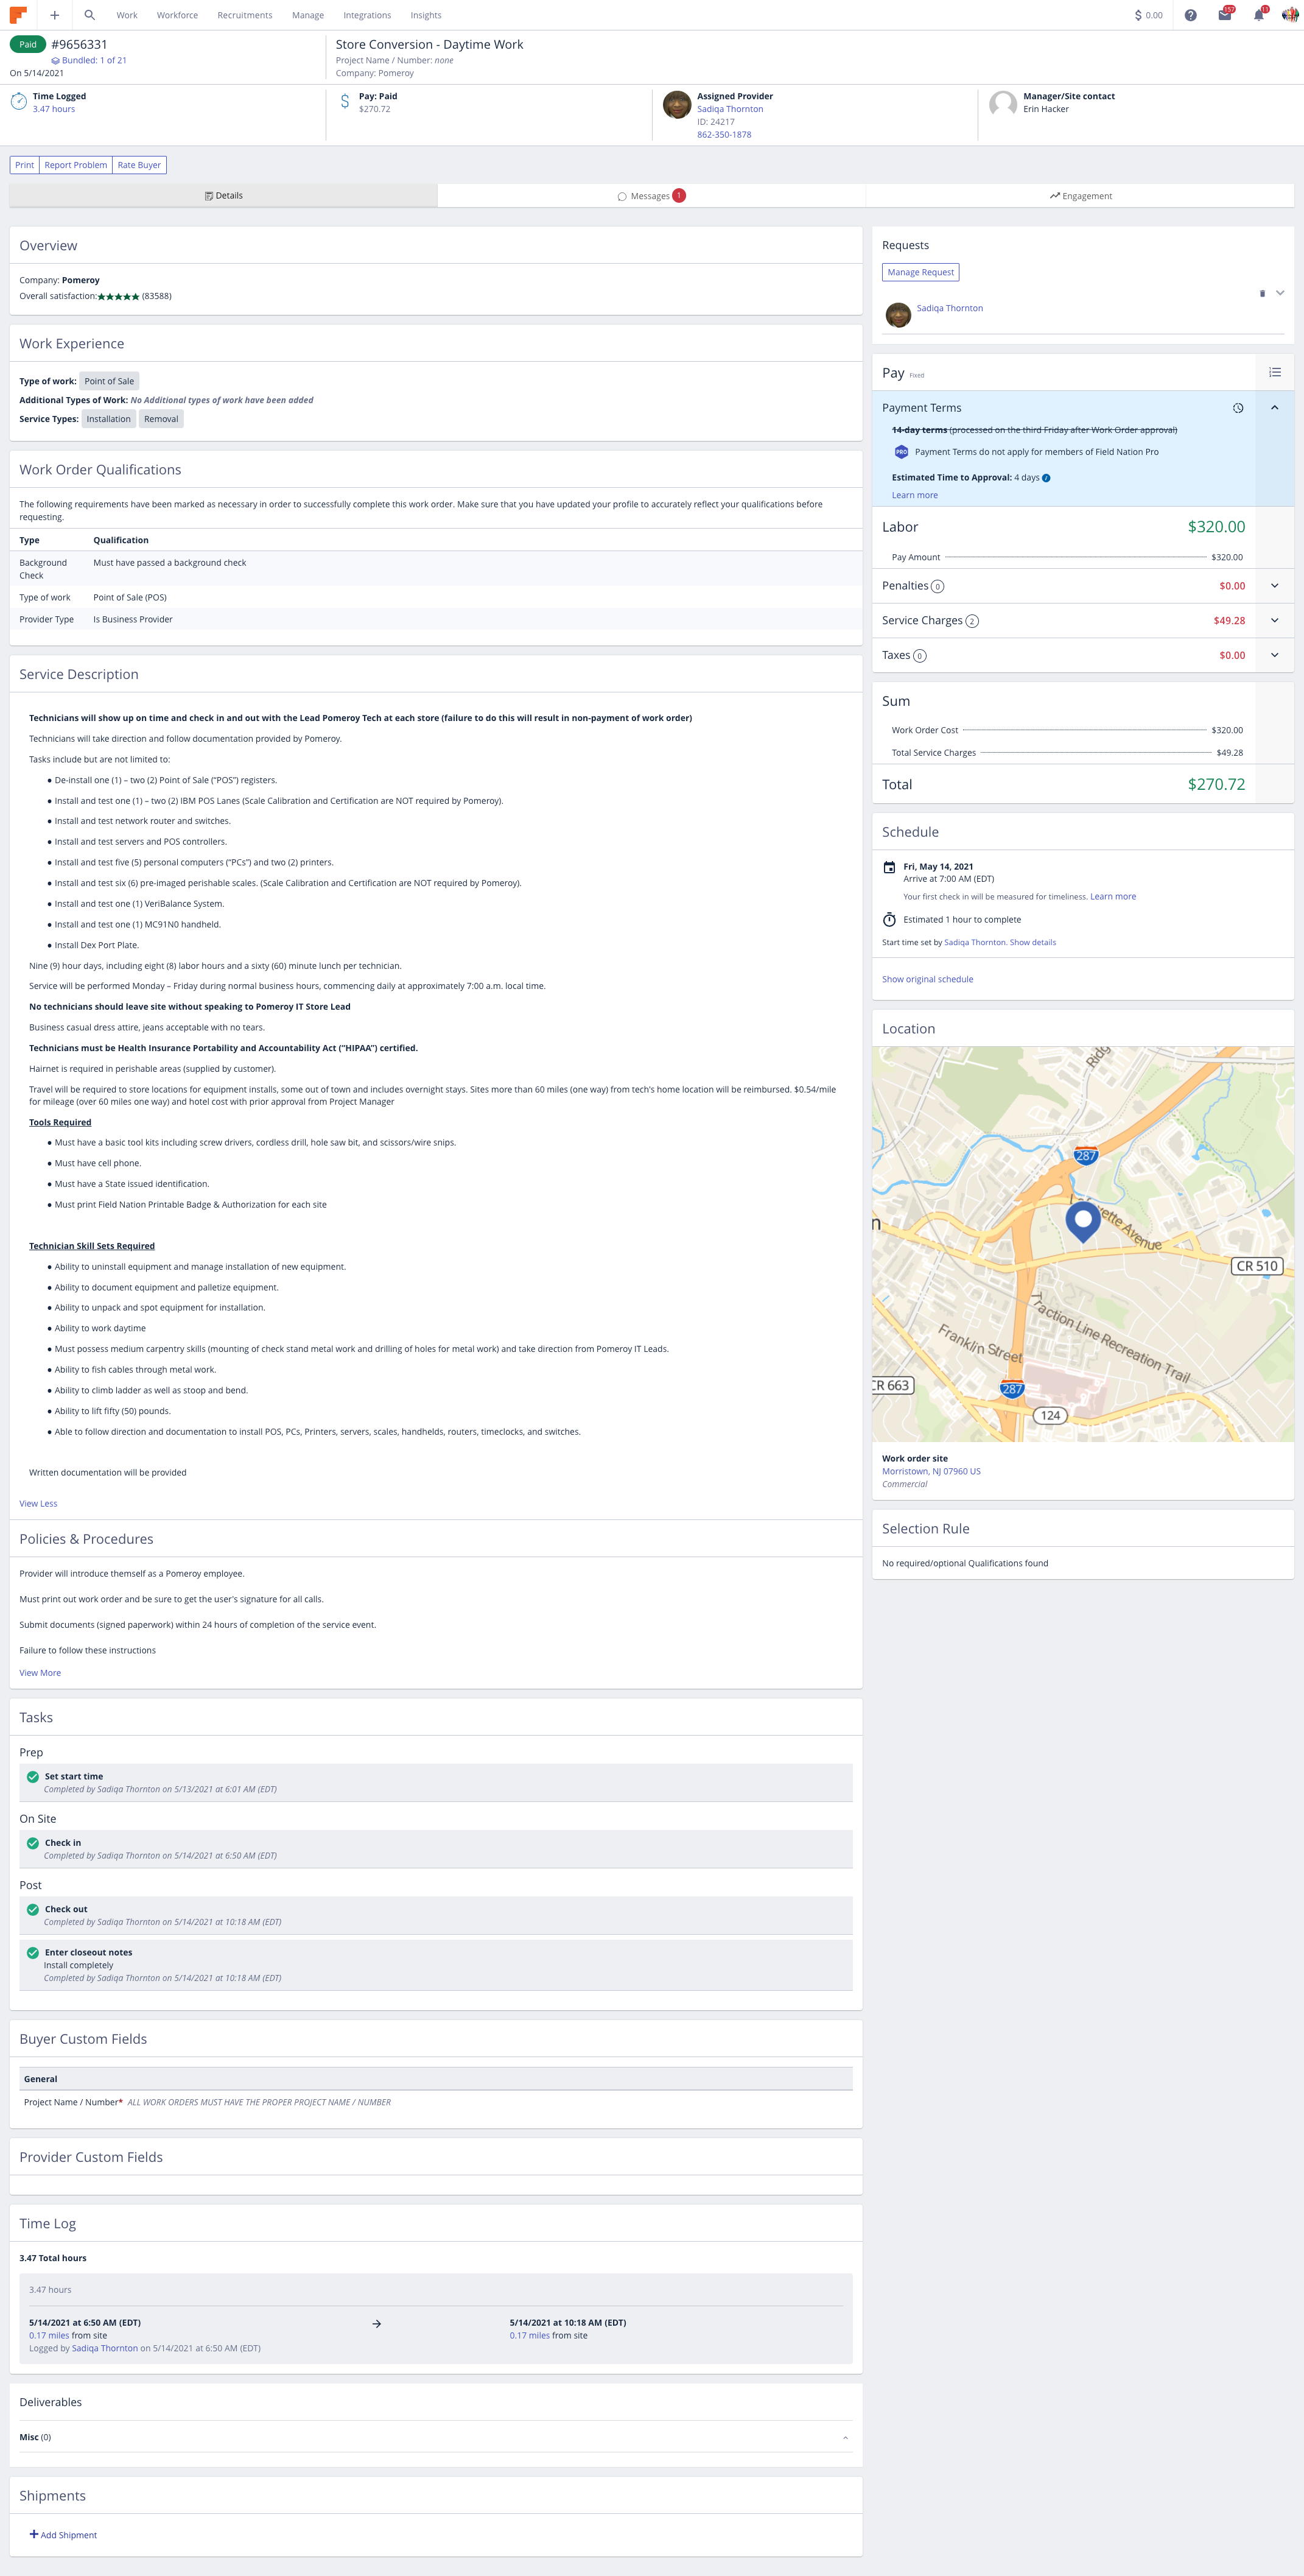 Work Workforce Recruitments Manage Integrations Insights
0.00
157
11
Paid #9656331
Bundled: 1 of 21
On 5/14/2021
Store Conversion - Daytime Work
Project Name / Number: none
Company: Pomeroy
Time Logged
3.47 hours
Pay: Paid
$270.72
Assigned Provider
Sadiqa Thornton
ID: 24217
862-350-1878
Manager/Site contact
Erin Hacker
Print Report Problem Rate Buyer
Details
Messages 1
Engagement
Overview
Company: Pomeroy
Overall satisfaction:★★★★★ (83588)
Work Experience
Type of work: Point of Sale
Additional Types of Work: No Additional types of work have been added
Service Types: Installation Removal
Work Order Qualifications
The following requirements have been marked as necessary in order to successfully complete this work order. Make sure that you have updated your profile to accurately reflect your qualifications before
requesting.
Type Qualification
Background Must have passed a background check
Check
Type of work Point of Sale (POS)
Provider Type Is Business Provider
Service Description
Technicians will show up on time and check in and out with the Lead Pomeroy Tech at each store (failure to do this will result in non-payment of work order)
Technicians will take direction and follow documentation provided by Pomeroy.
Tasks include but are not limited to:
● De-install one (1) – two (2) Point of Sale (“POS”) registers.
● Install and test one (1) – two (2) IBM POS Lanes (Scale Calibration and Certification are NOT required by Pomeroy).
● Install and test network router and switches.
● Install and test servers and POS controllers.
● Install and test five (5) personal computers (“PCs”) and two (2) printers.
● Install and test six (6) pre-imaged perishable scales. (Scale Calibration and Certification are NOT required by Pomeroy).
● Install and test one (1) VeriBalance System.
● Install and test one (1) MC91N0 handheld.
● Install Dex Port Plate.
Nine (9) hour days, including eight (8) labor hours and a sixty (60) minute lunch per technician.
Service will be performed Monday – Friday during normal business hours, commencing daily at approximately 7:00 a.m. local time.
No technicians should leave site without speaking to Pomeroy IT Store Lead
Business casual dress attire, jeans acceptable with no tears.
Technicians must be Health Insurance Portability and Accountability Act (“HIPAA”) certified.
Hairnet is required in perishable areas (supplied by customer).
Travel will be required to store locations for equipment installs, some out of town and includes overnight stays. Sites more than 60 miles (one way) from tech's home location will be reimbursed. $0.54/mile
for mileage (over 60 miles one way) and hotel cost with prior approval from Project Manager
Tools Required
● Must have a basic tool kits including screw drivers, cordless drill, hole saw bit, and scissors/wire snips.
● Must have cell phone.
● Must have a State issued identification.
● Must print Field Nation Printable Badge & Authorization for each site
Technician Skill Sets Required
● Ability to uninstall equipment and manage installation of new equipment.
● Ability to document equipment and palletize equipment.
● Ability to unpack and spot equipment for installation.
● Ability to work daytime
● Must possess medium carpentry skills (mounting of check stand metal work and drilling of holes for metal work) and take direction from Pomeroy IT Leads.
● Ability to fish cables through metal work.
● Ability to climb ladder as well as stoop and bend.
● Ability to lift fifty (50) pounds.
● Able to follow direction and documentation to install POS, PCs, Printers, servers, scales, handhelds, routers, timeclocks, and switches.
Written documentation will be provided
View Less
Policies & Procedures
Provider will introduce themself as a Pomeroy employee.
Must print out work order and be sure to get the user's signature for all calls.
Submit documents (signed paperwork) within 24 hours of completion of the service event.
Failure to follow these instructions
View More
Tasks
Prep
Set start time
Completed by Sadiqa Thornton on 5/13/2021 at 6:01 AM (EDT)
On Site
Check in
Completed by Sadiqa Thornton on 5/14/2021 at 6:50 AM (EDT)
Post
Check out
Completed by Sadiqa Thornton on 5/14/2021 at 10:18 AM (EDT)
Enter closeout notes
Install completely
Completed by Sadiqa Thornton on 5/14/2021 at 10:18 AM (EDT)
Buyer Custom Fields
General
Project Name / Number* ALL WORK ORDERS MUST HAVE THE PROPER PROJECT NAME / NUMBER
Provider Custom Fields
Time Log
3.47 Total hours
3.47 hours
5/14/2021 at 6:50 AM (EDT)
0.17 miles from site
Logged by Sadiqa Thornton on 5/14/2021 at 6:50 AM (EDT)
5/14/2021 at 10:18 AM (EDT)
0.17 miles from site
Deliverables
Misc (0)
Shipments
Add Shipment
Requests
Manage Request
Sadiqa Thornton
Pay Fixed
Payment Terms
14-day terms (processed on the third Friday after Work Order approval)
PRO Payment Terms do not apply for members of Field Nation Pro
Estimated Time to Approval: 4 days
Learn more
Labor $320.00
Pay Amount $320.00
Penalties 0 $0.00
Service Charges 2 $49.28
Taxes 0 $0.00
Sum
Work Order Cost $320.00
Total Service Charges $49.28
Total $270.72
Schedule
Fri, May 14, 2021
Arrive at 7:00 AM (EDT)
Your first check in will be measured for timeliness. Learn more
Estimated 1 hour to complete
Start time set by Sadiqa Thornton. Show details
Show original schedule
Location
Ridg
287
n
Avenue
CR 510
Traction Line Recreation Trail
Franklin Street
CR 663
287
124
Work order site
Morristown, NJ 07960 US
Commercial
Selection Rule
No required/optional Qualifications found